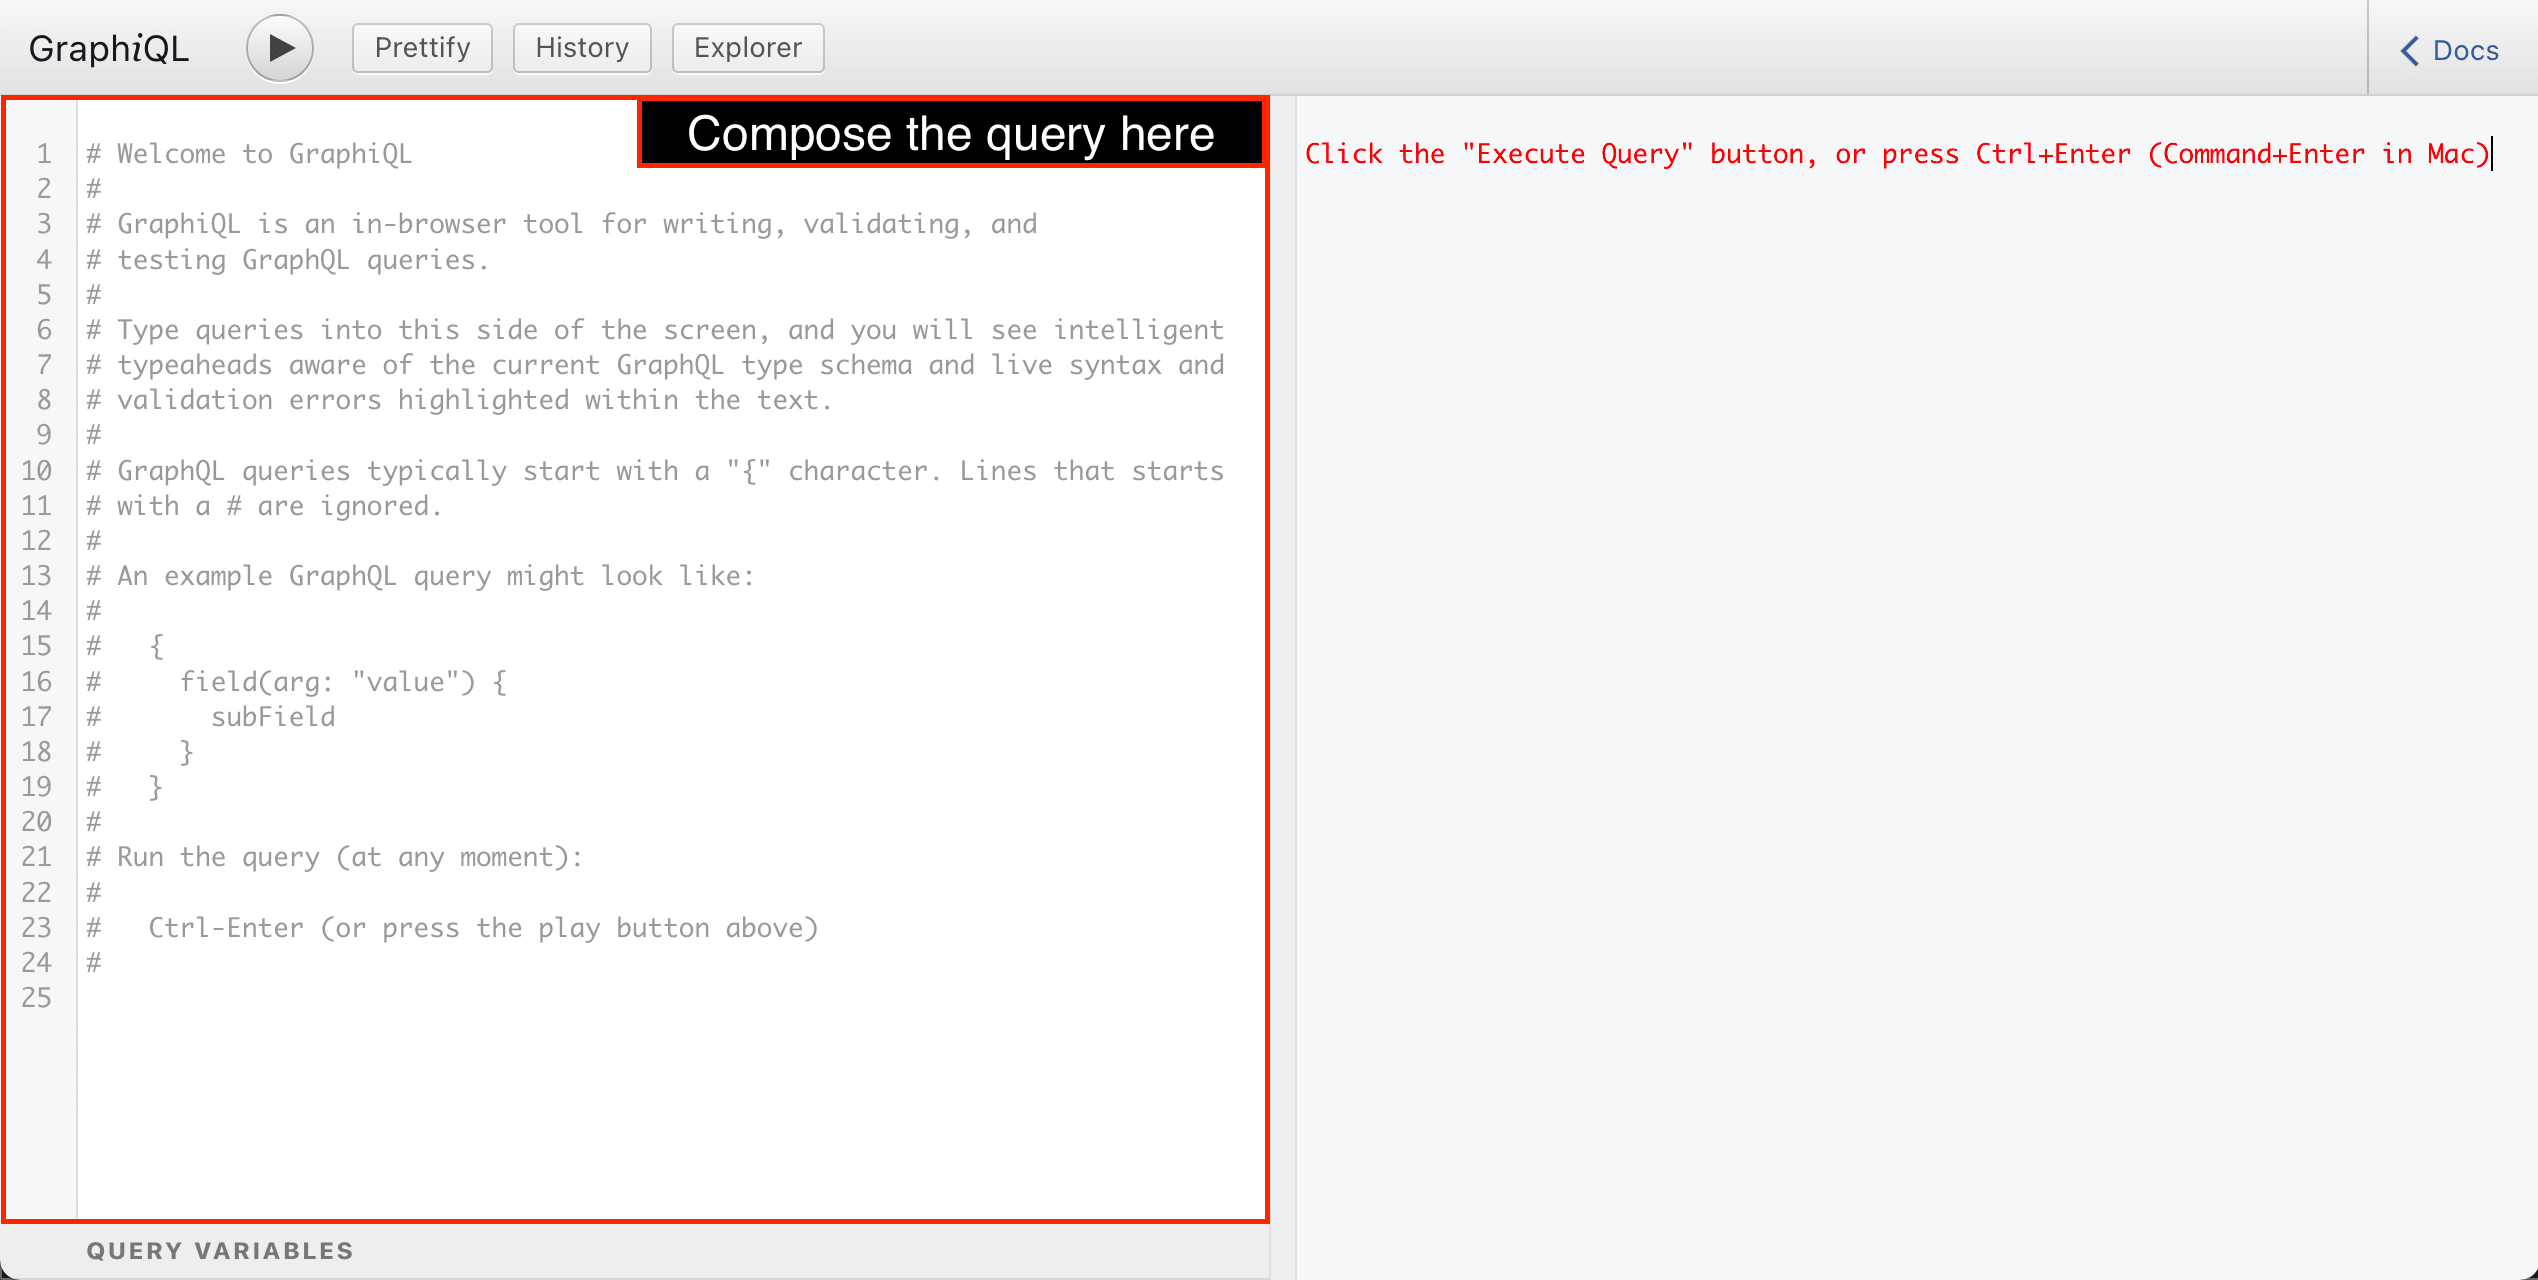 GraphiQL
Prettify
History
Explorer
Docs
Compose the query here
1 # Welcome to GraphiQL
2 #
3 # GraphiQL is an in-browser tool for writing, validating, and
4 # testing GraphQL queries.
5 #
6 # Type queries into this side of the screen, and you will see intelligent
7 # typeaheads aware of the current GraphQL type schema and live syntax and
8 # validation errors highlighted within the text.
9 #
10 # GraphQL queries typically start with a "{" character. Lines that starts
11 # with a # are ignored.
12 #
13 # An example GraphQL query might look like:
14 #
15 #   {
16 #     field(arg: "value") {
17 #       subField
18 #     }
19 #   }
20 #
21 # Run the query (at any moment):
22 #
23 #   Ctrl-Enter (or press the play button above)
24 #
25
QUERY VARIABLES
Click the "Execute Query" button, or press Ctrl+Enter (Command+Enter in Mac)